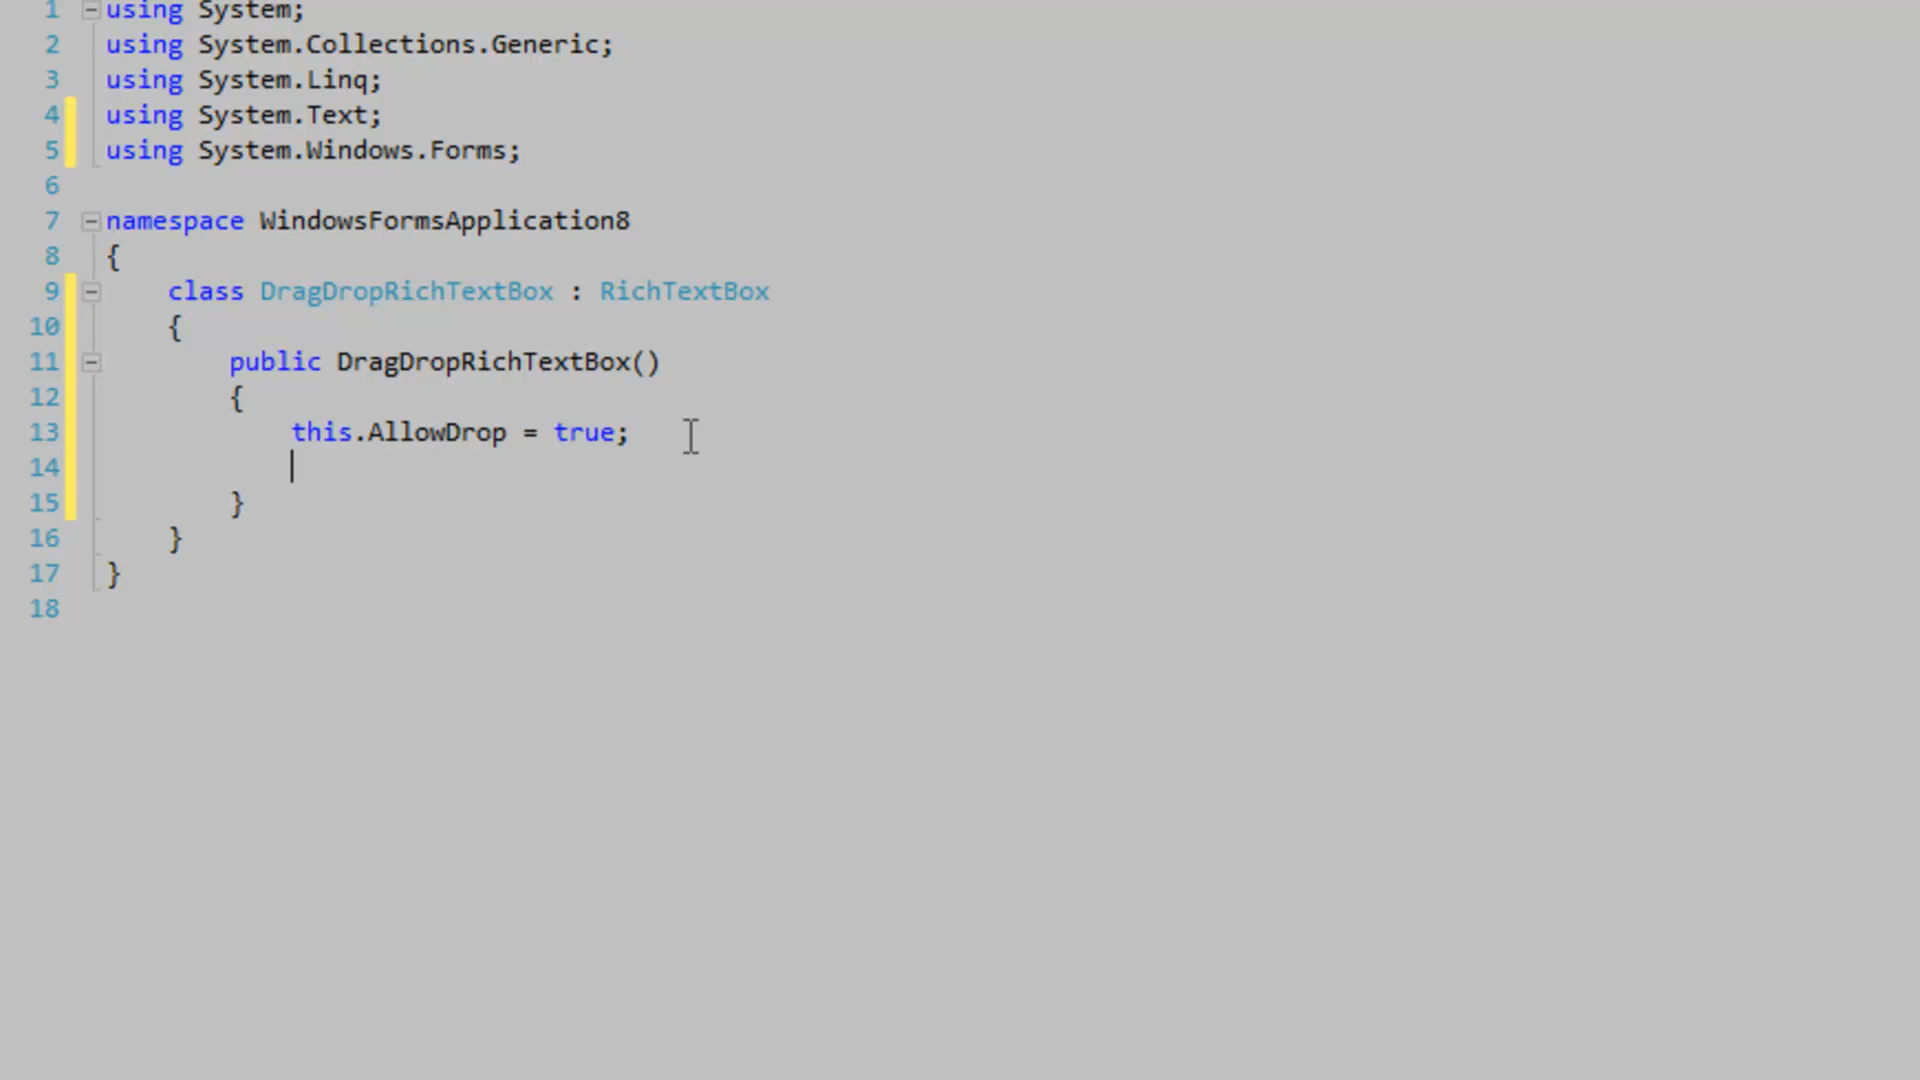 1 using System;
2 using System.Collections.Generic;
3 using System.Linq;
4 using System.Text;
5 using System.Windows.Forms;
6
7 namespace WindowsFormsApplication8
8 {
9 class DragDropRichTextBox : RichTextBox
10 {
11 public DragDropRichTextBox()
12 {
13 this.AllowDrop = true;
14
15 }
16 }
17 }
18